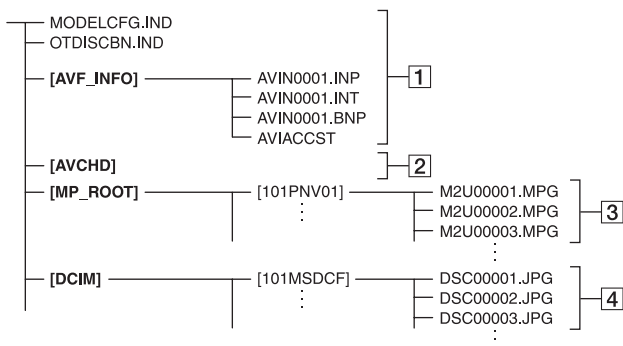 MODELCFG.IND
OTDISCBN.IND
[AVF_INFO] AVIN0001.INP 1
AVIN0001.INT
AVIN0001.BNP
AVIACCST
[AVCHD] 2
[MP_ROOT] [101PNV01] M2U00001.MPG
M2U00002.MPG 3
M2U00003.MPG
[DCIM] [101MSDCF] DSC00001.JPG
DSC00002.JPG 4
DSC00003.JPG